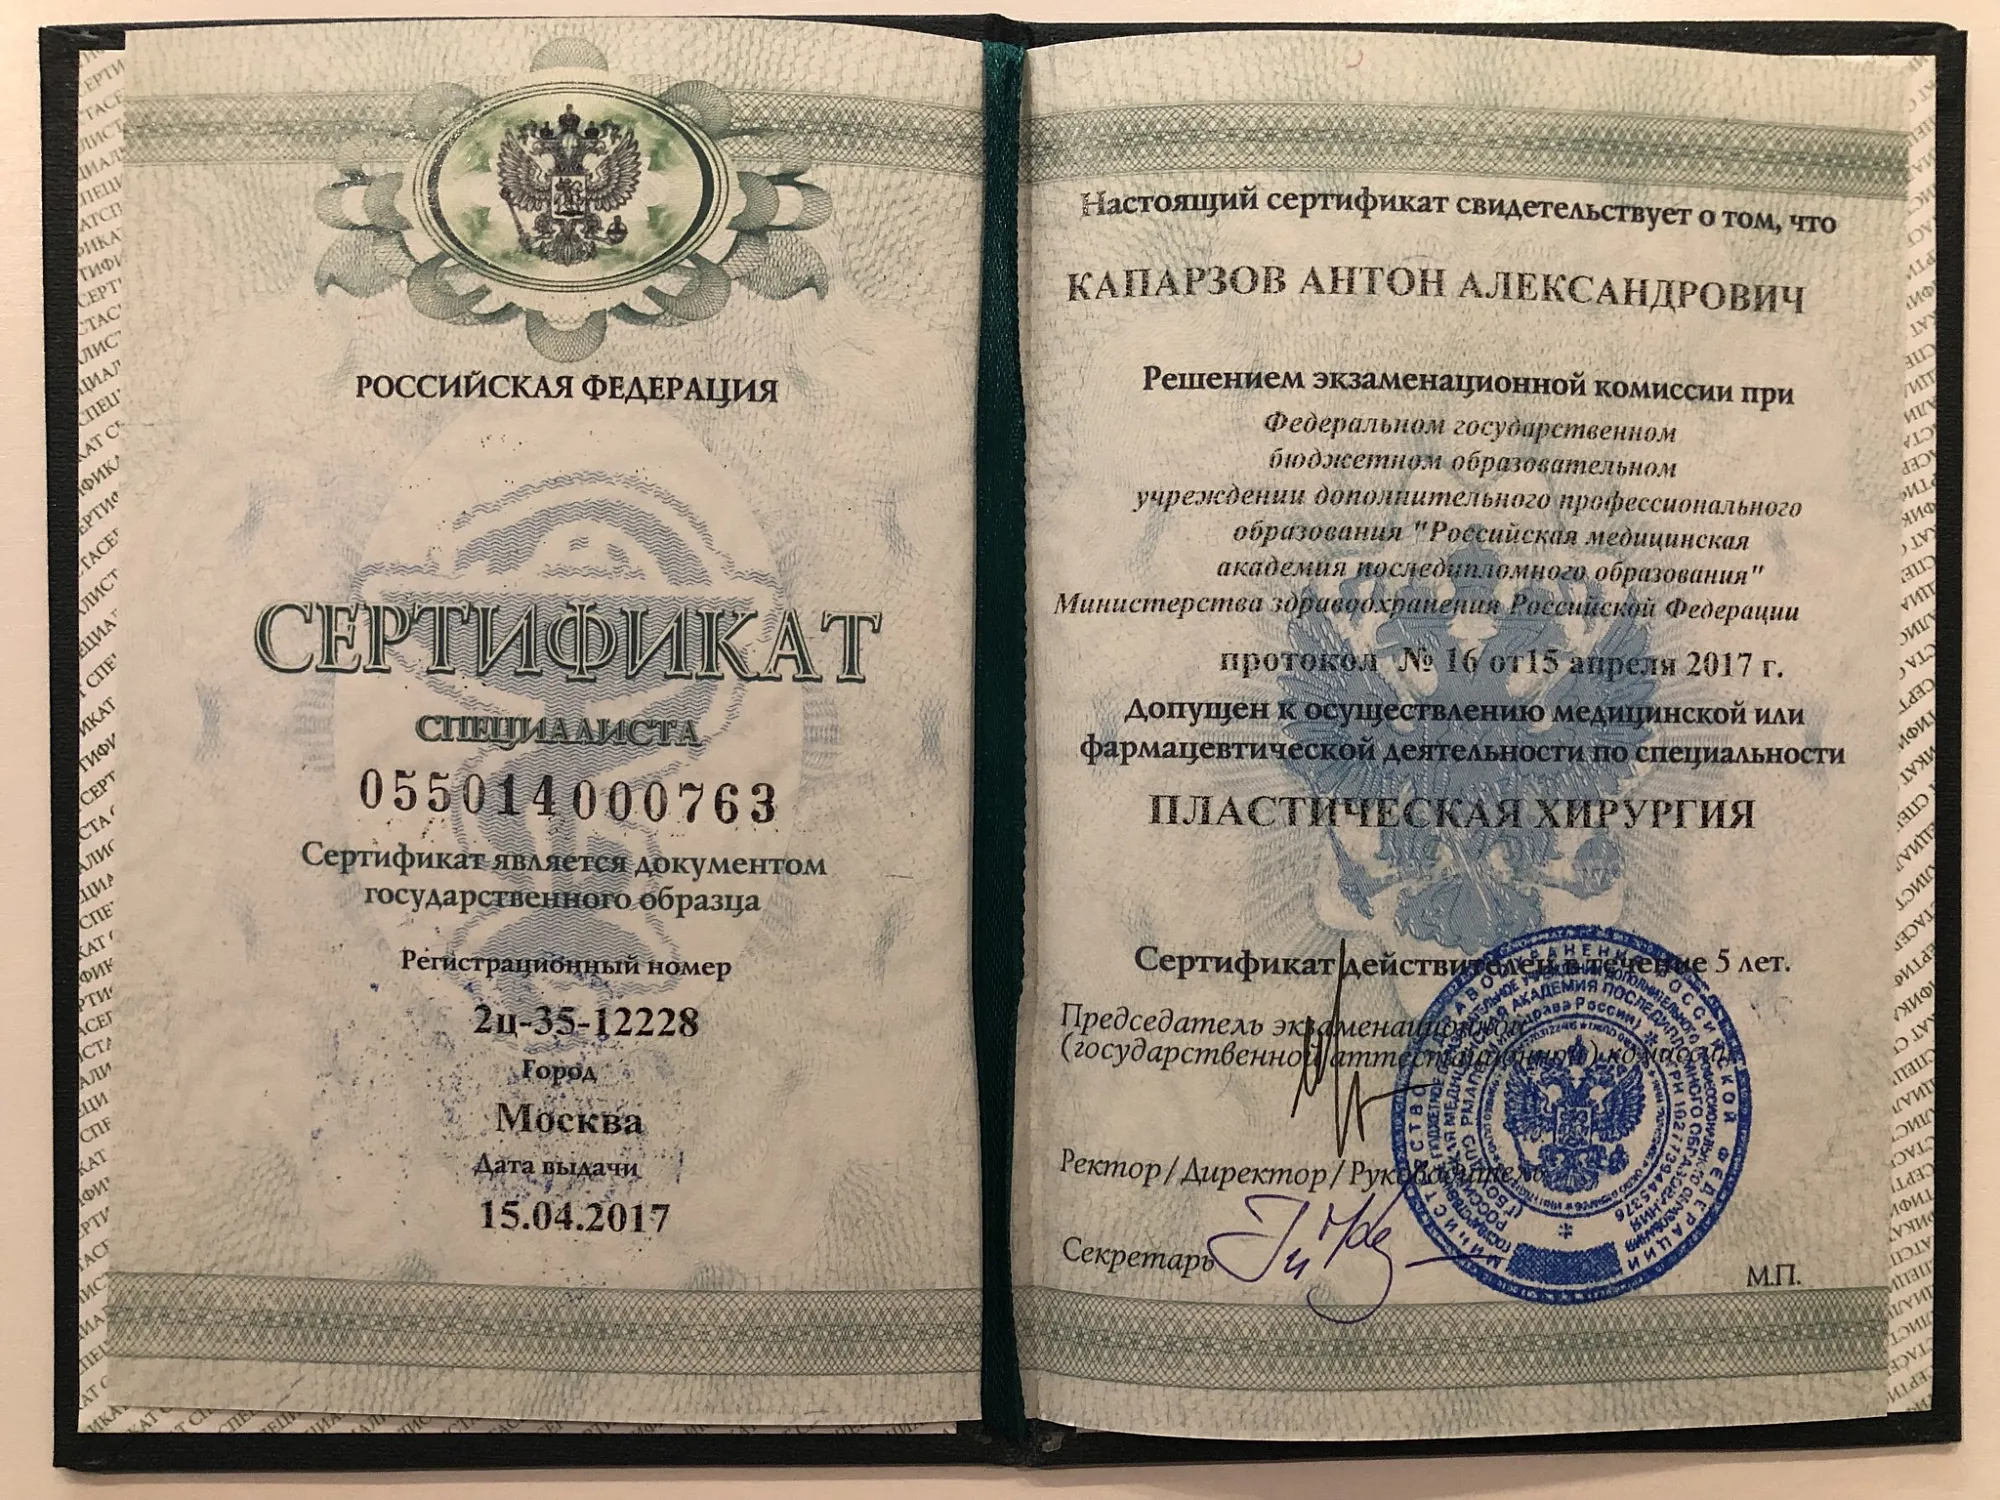 РОССИЙСКАЯ ФЕДЕРАЦИЯ
СЕРТИФИКАТ
СПЕЦИАЛИСТА
055014000763
Сертификат является документом
государственного образца
Регистрационный номер
2ц-35-12228
Город
Москва
Дата выдачи
15.04.2017
Настоящий сертификат свидетельствует о том, что
КАПАРЗОВ АНТОН АЛЕКСАНДРОВИЧ
Решением экзаменационной комиссии при
Федеральном государственном
бюджетном образовательном
учреждении дополнительного профессионального
образования "Российская медицинская
академия последипломного образования"
Министерства здравоохранения Российской Федерации
протокол № 16 от15 апреля 2017 г.
Допущен к осуществлению медицинской или
фармацевтической деятельности по специальности
ПЛАСТИЧЕСКАЯ ХИРУРГИЯ
Сертификат действителен в течение 5 лет.
Председатель экзаменационной
(государственной аттестационной) комиссии
Ректор/Директор/Руководитель
Секретарь
М.П.